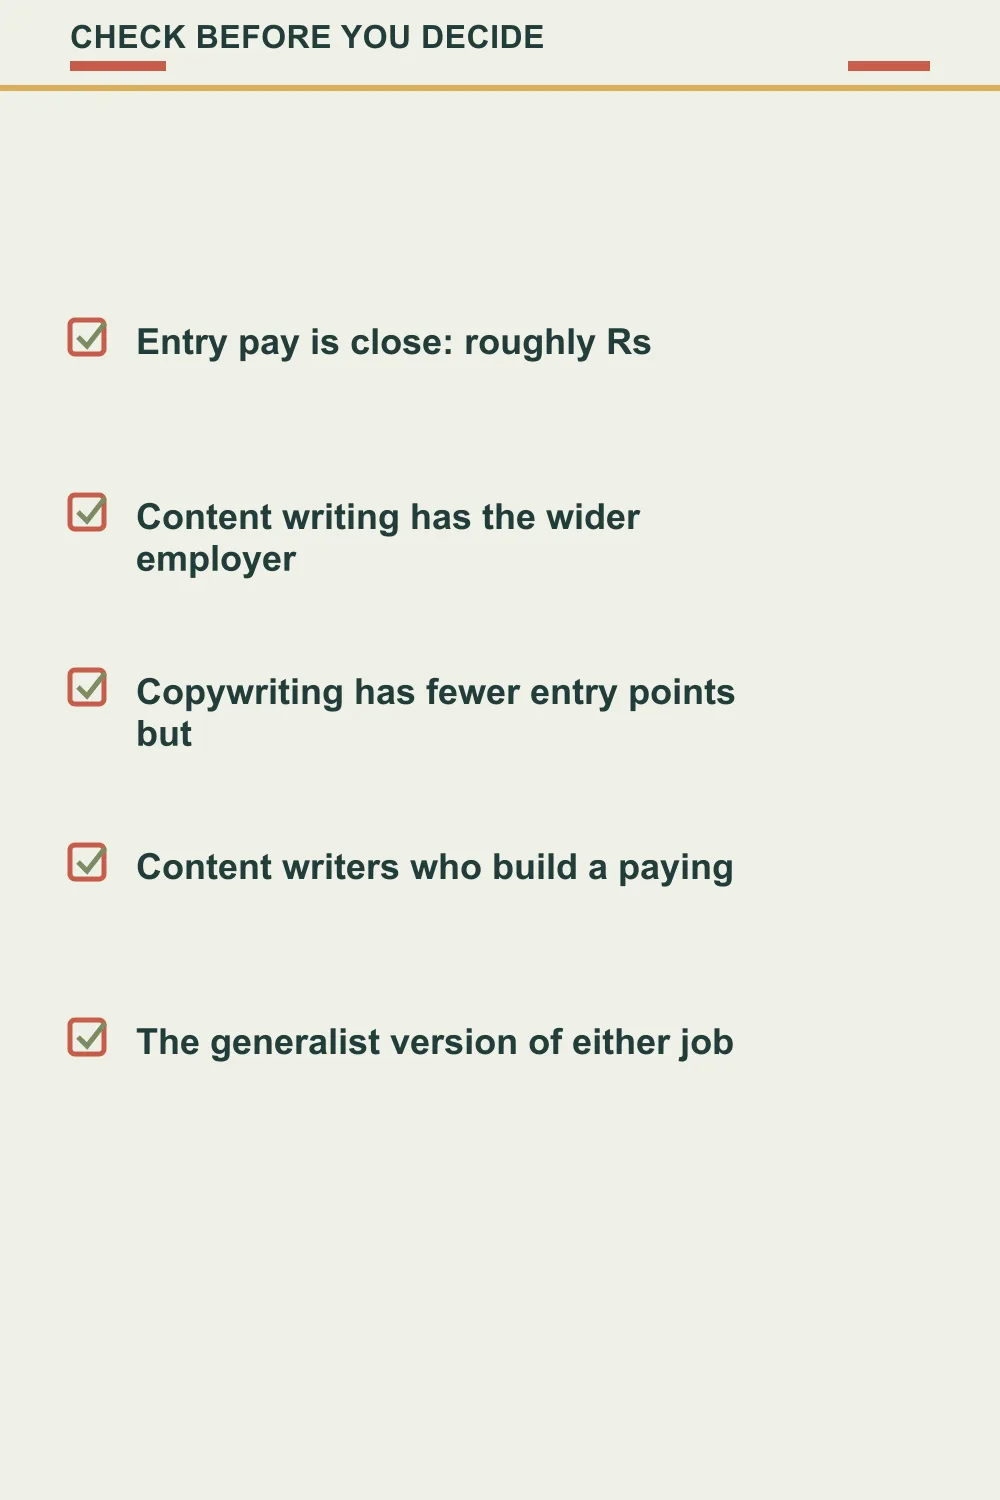 CHECK BEFORE YOU DECIDE
Entry pay is close: roughly Rs
Content writing has the wider
employer
Copywriting has fewer entry points
but
Content writers who build a paying
The generalist version of either job